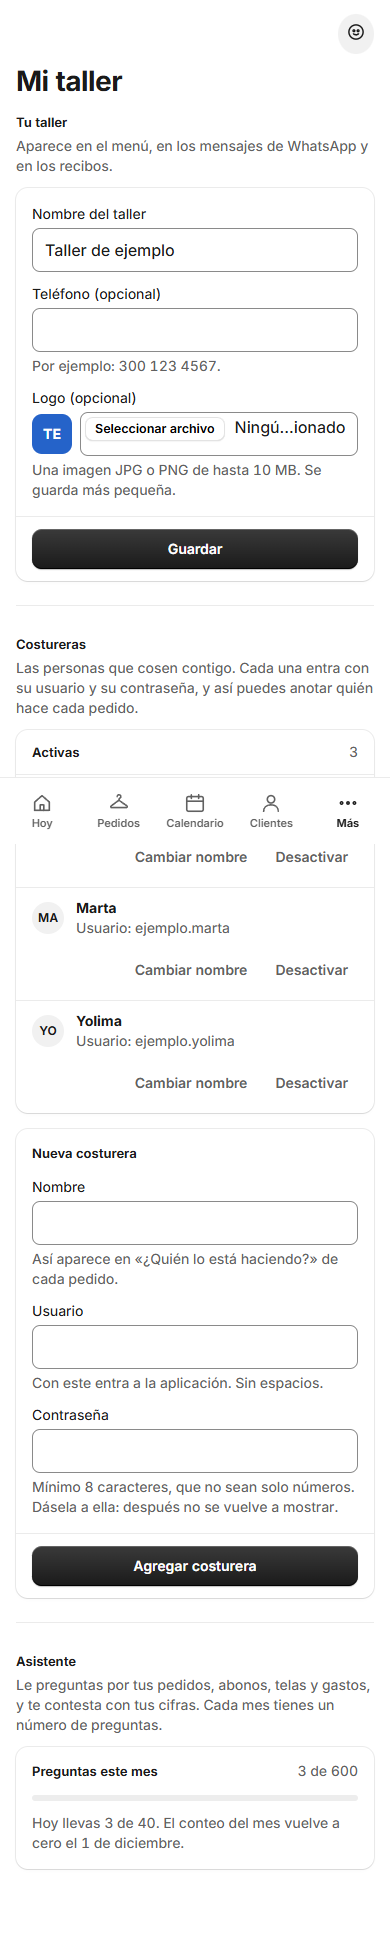 Mi taller
Tu taller
Aparece en el menú, en los mensajes de WhatsApp y
en los recibos.
Nombre del taller
Taller de ejemplo
Teléfono (opcional)
Por ejemplo: 300 123 4567.
Logo (opcional)
TE
Seleccionar archivo Ningú...ionado
Una imagen JPG o PNG de hasta 10 MB. Se
guarda más pequeña.
Guardar
Costureras
Las personas que cosen contigo. Cada una entra con
su usuario y su contraseña, y así puedes anotar quién
hace cada pedido.
Activas 3
Hoy Pedidos Calendario Clientes Más
Cambiar nombre Desactivar
MA Marta
Usuario: ejemplo.marta
Cambiar nombre Desactivar
YO Yolima
Usuario: ejemplo.yolima
Cambiar nombre Desactivar
Nueva costurera
Nombre
Así aparece en «¿Quién lo está haciendo?» de
cada pedido.
Usuario
Con este entra a la aplicación. Sin espacios.
Contraseña
Mínimo 8 caracteres, que no sean solo números.
Dásela a ella: después no se vuelve a mostrar.
Agregar costurera
Asistente
Le preguntas por tus pedidos, abonos, telas y gastos,
y te contesta con tus cifras. Cada mes tienes un
número de preguntas.
Preguntas este mes 3 de 600
Hoy llevas 3 de 40. El conteo del mes vuelve a
cero el 1 de diciembre.